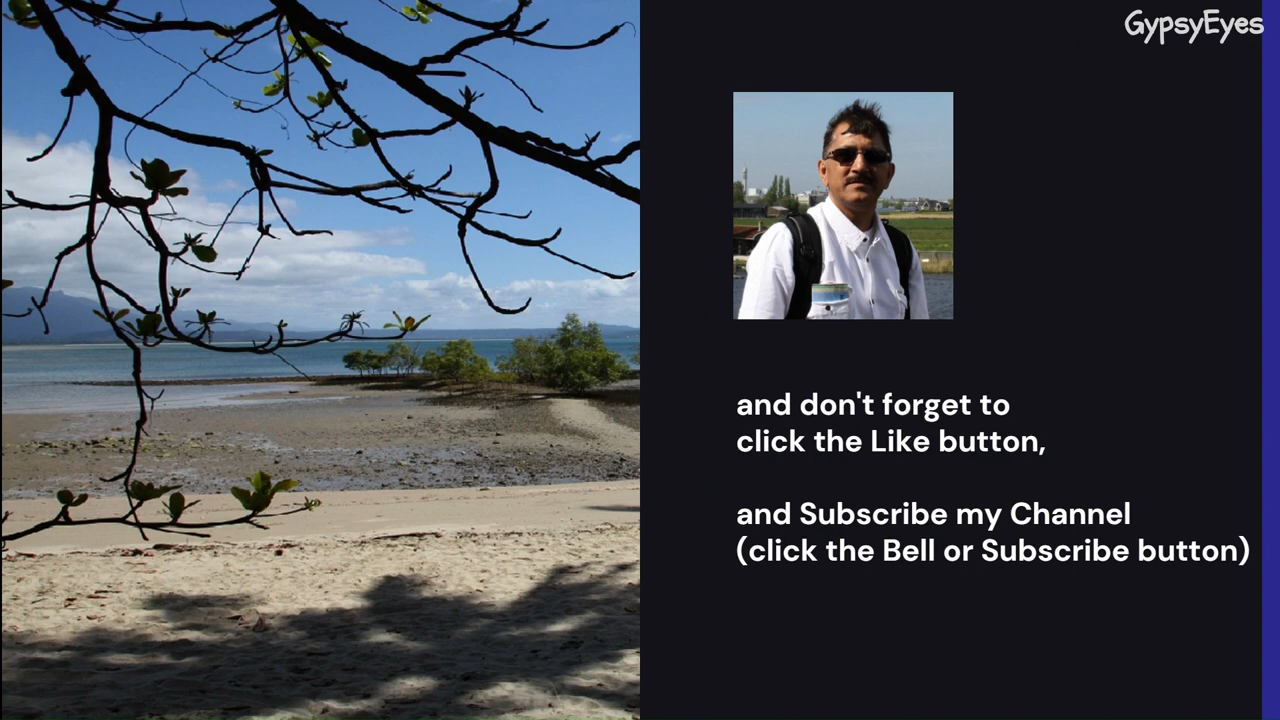 GypsyEyes
and don't forget to
click the Like button,
and Subscribe my Channel
(click the Bell or Subscribe button)